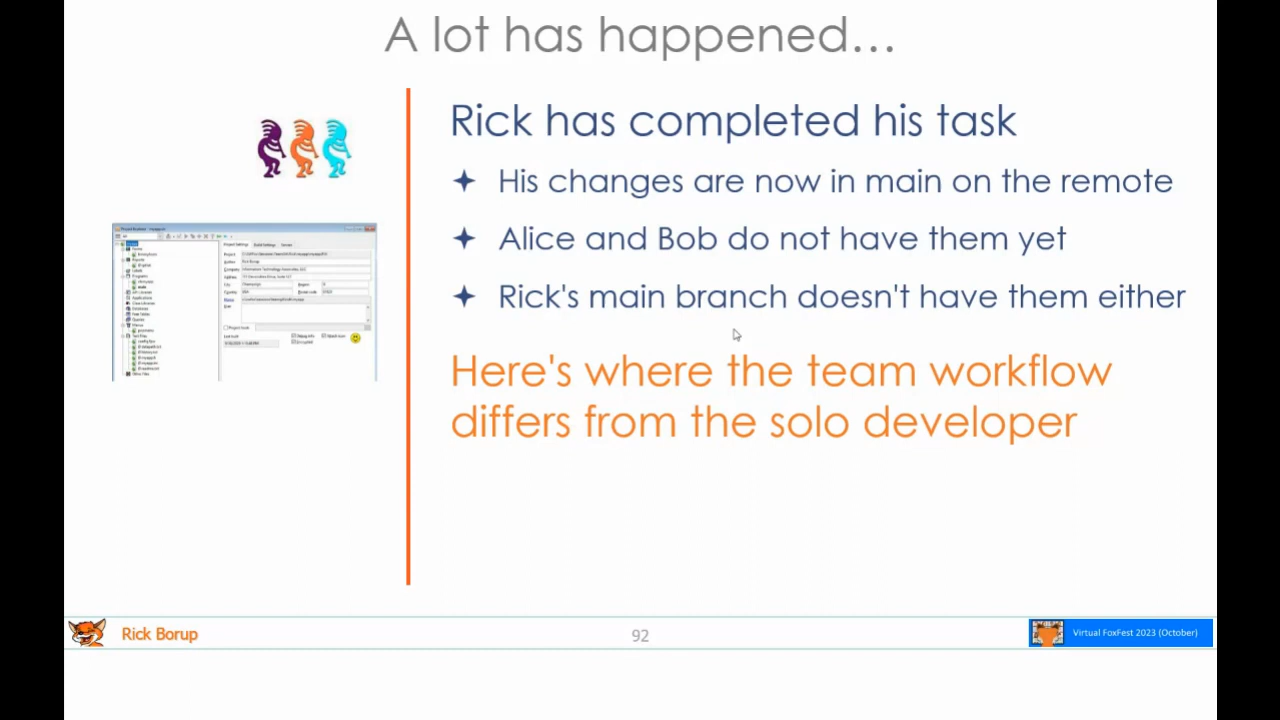 A lot has happened...
Rick has completed his task
His changes are now in main on the remote
Alice and Bob do not have them yet
Rick's main branch doesn't have them either
Here's where the team workflow
differs from the solo developer
Rick Borup
92
Virtual FoxFest 2023 (October)